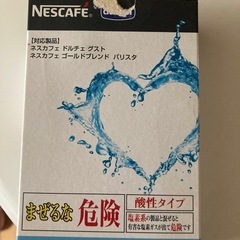 NESCAFÉ
【対応製品】
ネスカフェ ドルチェ グスト
ネスカフェ ゴールドブレンド バリスタ
まぜるな
危険
酸性タイプ
塩素系の製品と混ぜると
有害な塩素ガスが出て危険です